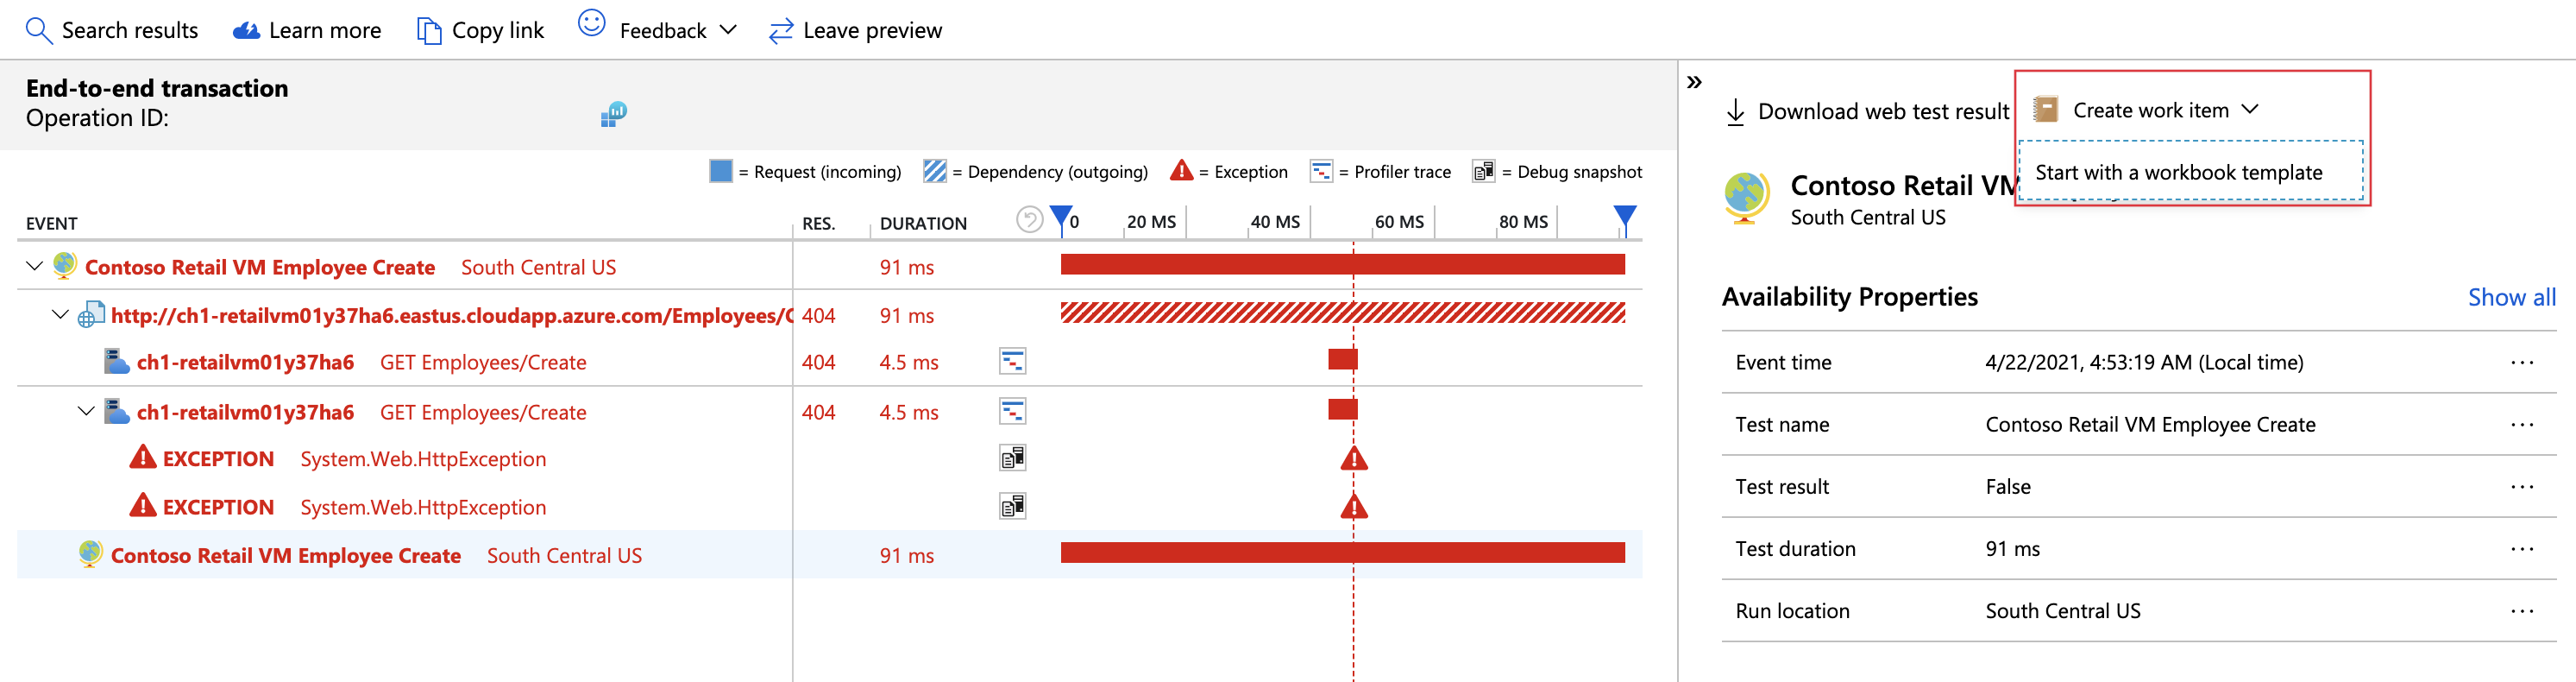 Search results Learn more Copy link Feedback Leave preview
End-to-end transaction
Operation ID:
= Request (incoming) = Dependency (outgoing) = Exception = Profiler trace = Debug snapshot
EVENT RES. DURATION 0 20 MS 40 MS 60 MS 80 MS
Contoso Retail VM Employee Create South Central US 91 ms
http://ch1-retailvm01y37ha6.eastus.cloudapp.azure.com/Employees/C 404 91 ms
ch1-retailvm01y37ha6 GET Employees/Create 404 4.5 ms
ch1-retailvm01y37ha6 GET Employees/Create 404 4.5 ms
EXCEPTION System.Web.HttpException
EXCEPTION System.Web.HttpException
Contoso Retail VM Employee Create South Central US 91 ms
Download web test result Create work item
Start with a workbook template
Contoso Retail VM
South Central US
Availability Properties Show all
Event time 4/22/2021, 4:53:19 AM (Local time) ...
Test name Contoso Retail VM Employee Create ...
Test result False ...
Test duration 91 ms ...
Run location South Central US ...